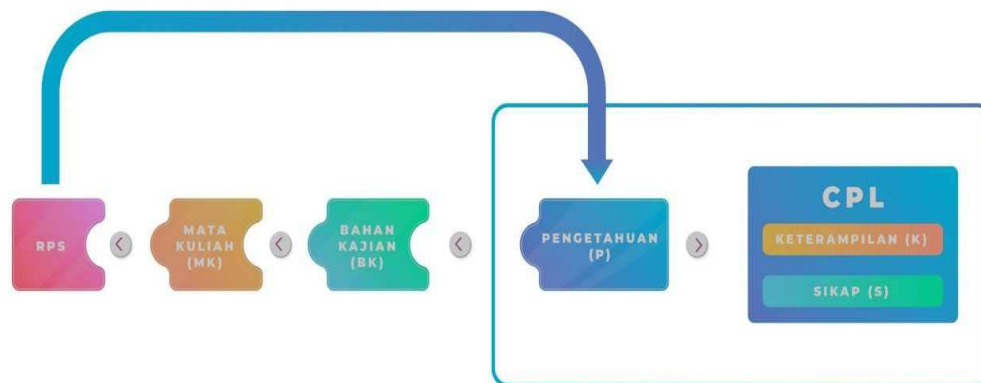 RPS
MATA
KULIAH
(MK)
BAHAN
KAJIAN
(BK)
PENGETAHUAN
(P)
CPL
KETERAMPILAN (K)
SIKAP (S)